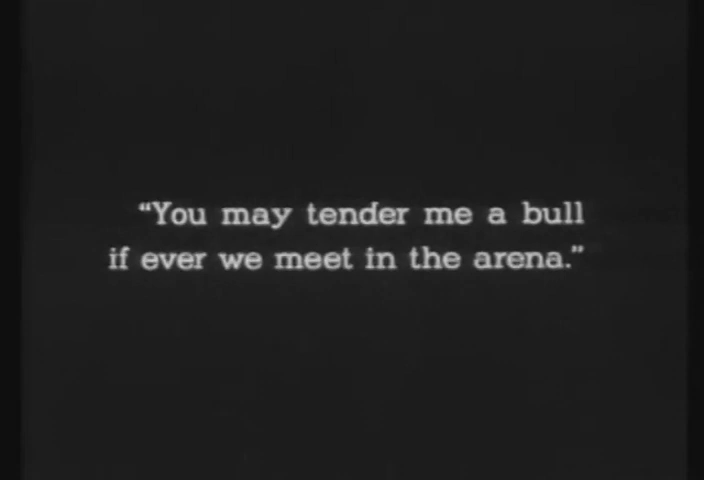 “You may tender me a bull
if ever we meet in the arena.”